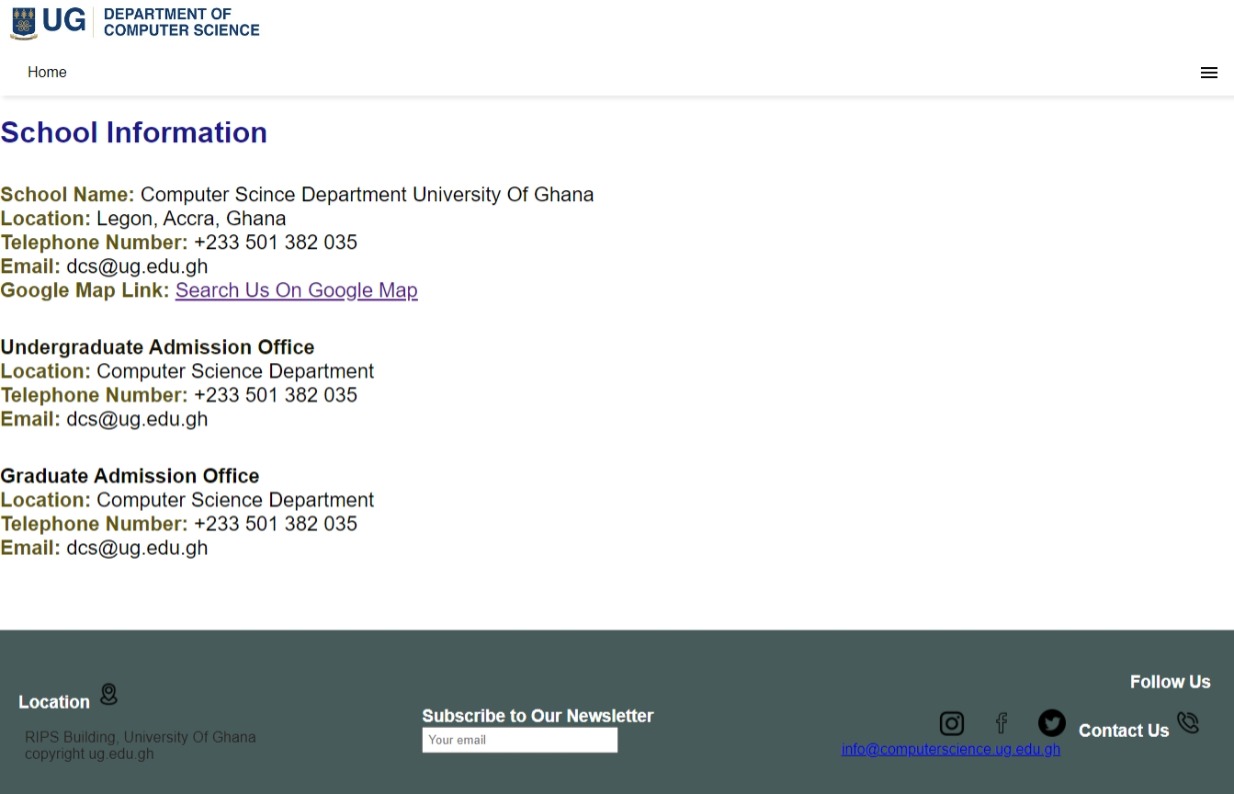 UG
DEPARTMENT OF
COMPUTER SCIENCE
Home
School Information
School Name: Computer Scince Department University Of Ghana
Location: Legon, Accra, Ghana
Telephone Number: +233 501 382 035
Email: dcs@ug.edu.gh
Google Map Link: Search Us On Google Map
Undergraduate Admission Office
Location: Computer Science Department
Telephone Number: +233 501 382 035
Email: dcs@ug.edu.gh
Graduate Admission Office
Location: Computer Science Department
Telephone Number: +233 501 382 035
Email: dcs@ug.edu.gh
Location
RIPS Building, University Of Ghana
copyright ug.edu.gh
Subscribe to Our Newsletter
Your email
Follow Us
Contact Us
info@computerscience.ug.edu.gh